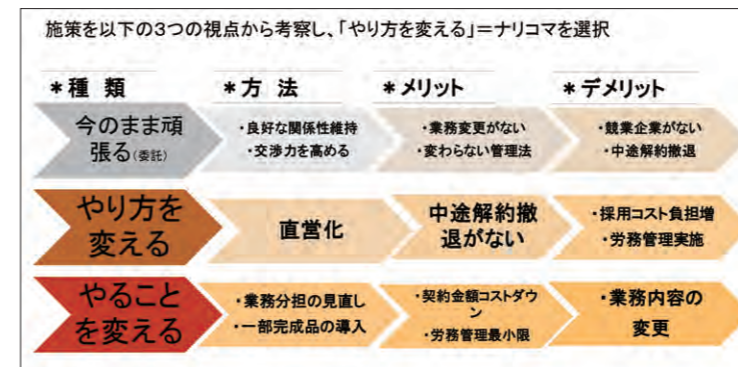 施策を以下の3つの視点から考察し、「やり方を変える」=ナリコマを選択
*種 類
*方 法
*メリット
*デメリット
今のまま頑
張る(委託)
・良好な関係性維持
・交渉力を高める
・業務変更がない
・変わらない管理法
・競業企業がない
・中途解約撤退
やり方を
変える
直営化
中途解約撤
退がない
・採用コスト負担増
・労務管理実施
やること
を変える
・業務分担の見直し
・一部完成品の導入
・契約金額コストダウ
ン
・労務管理最小限
・業務内容の
変更